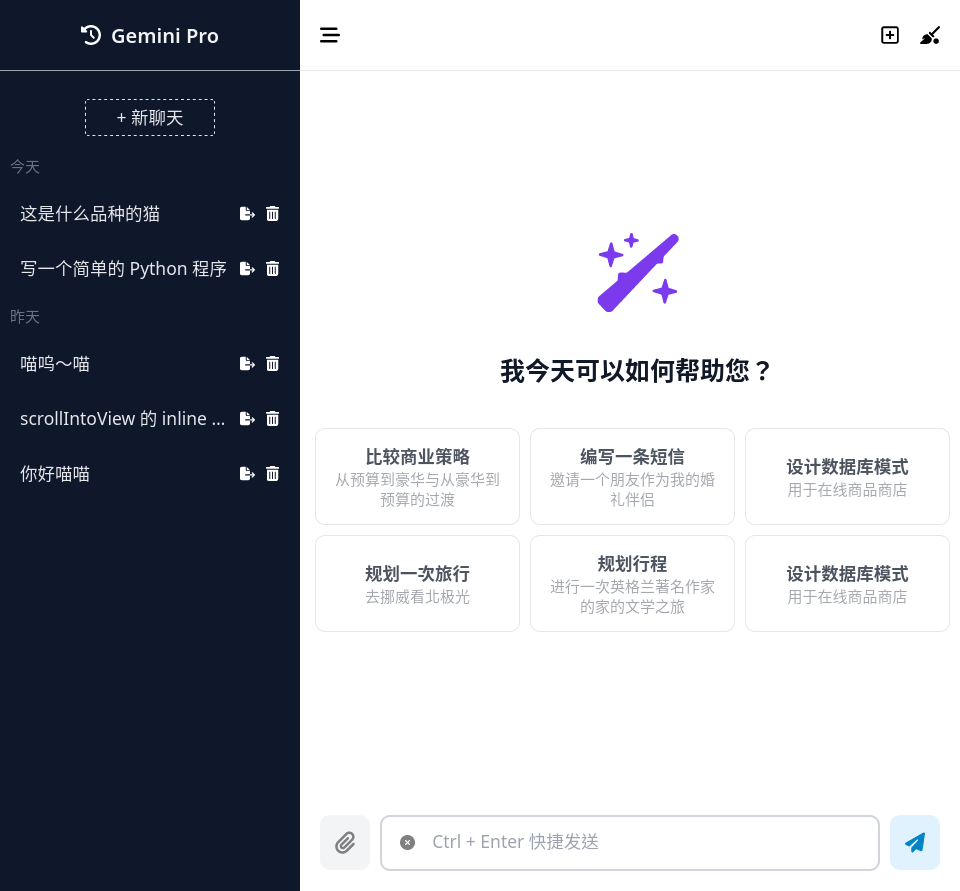 Gemini Pro
+ 新聊天
今天
这是什么品种的猫
写一个简单的 Python 程序
昨天
喵呜～喵
scrollIntoView 的 inline ...
你好喵喵
我今天可以如何帮助您？
比较商业策略
从预算到豪华与从豪华到
预算的过渡
编写一条短信
邀请一个朋友作为我的婚
礼伴侣
设计数据库模式
用于在线商品商店
规划一次旅行
去挪威看北极光
规划行程
进行一次英格兰著名作家
的家的文学之旅
设计数据库模式
用于在线商品商店
Ctrl + Enter 快捷发送